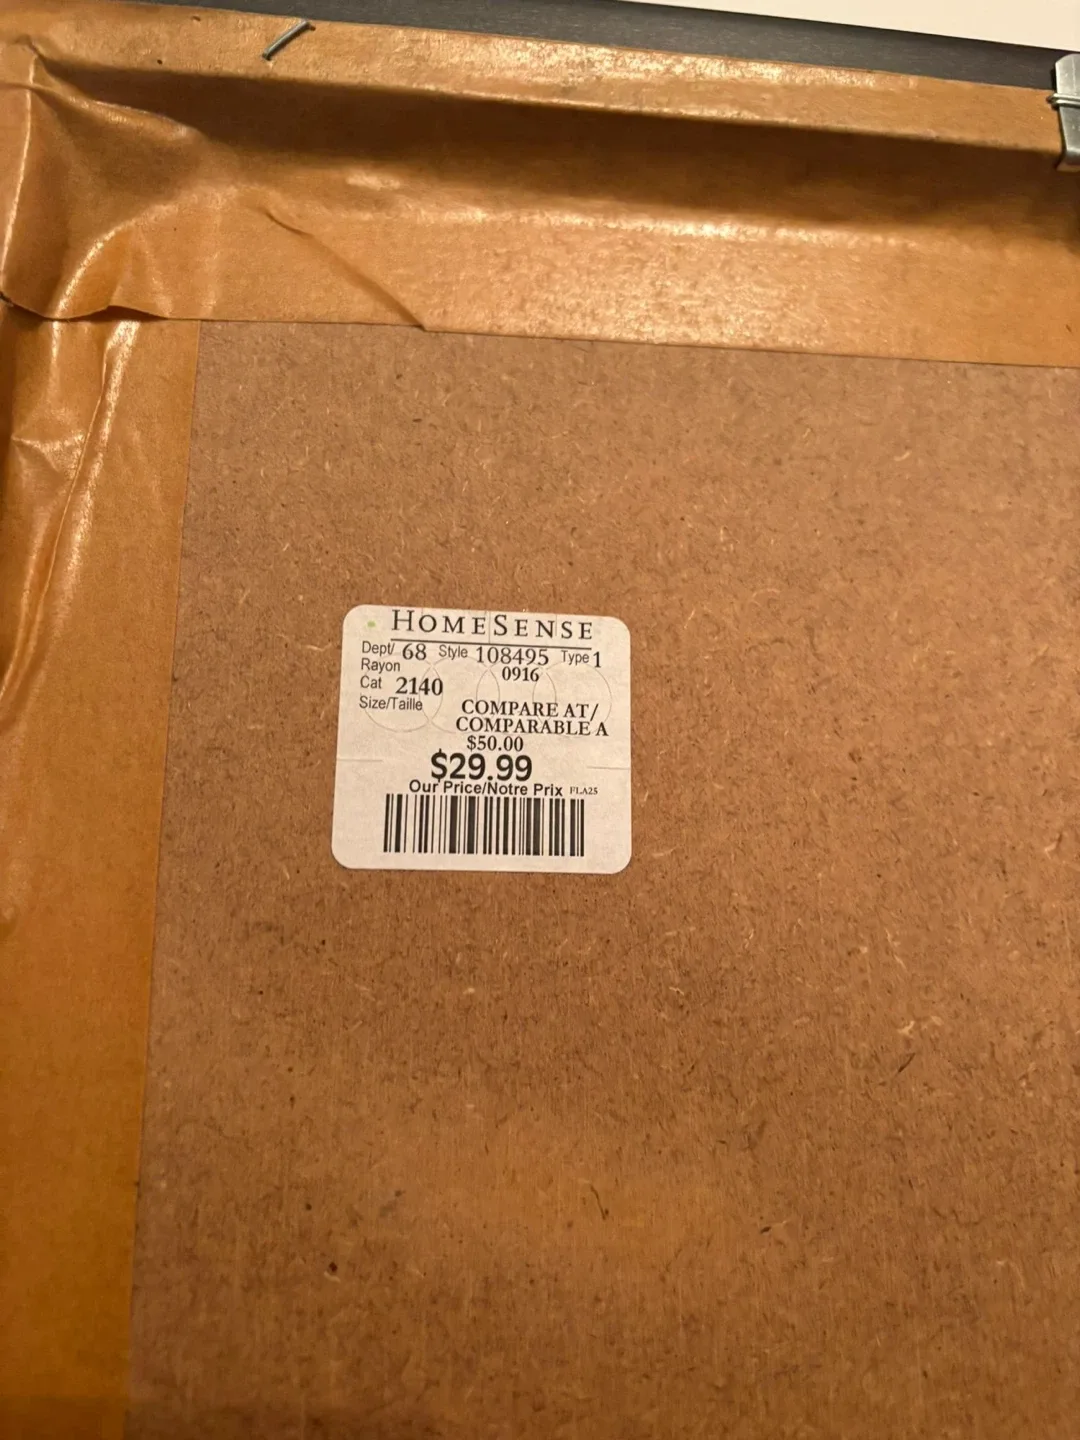 HOMESENSE
Dept/ 68 Style 108495 Type 1
Rayon
0916
Cat 2140
Size/Taille
COMPARE AT/
COMPARABLE A
$50.00
$29.99
Our Price/Notre Prix FLA25